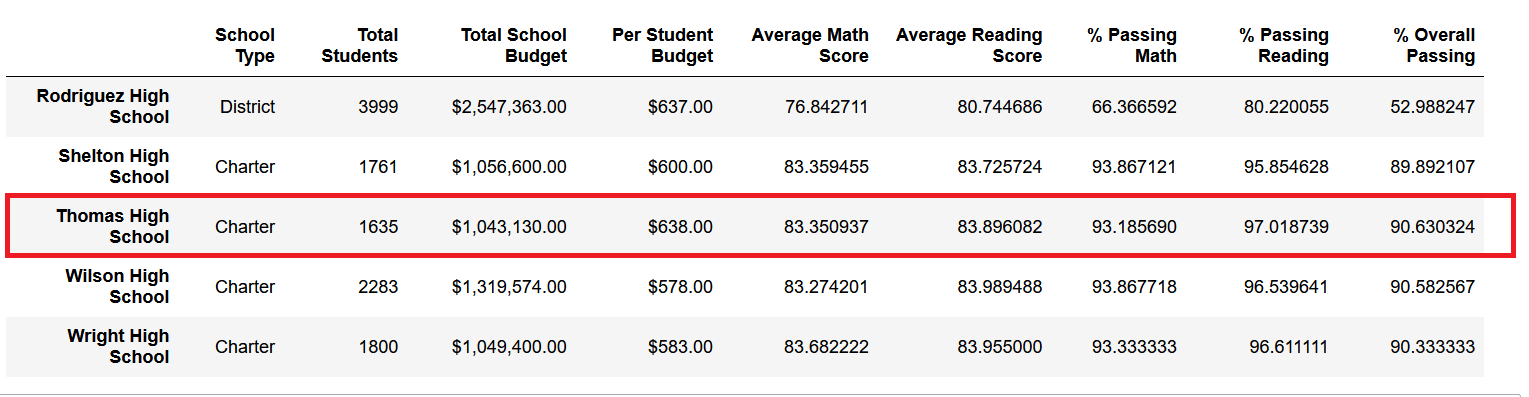 School Type Total Students Total School Budget Per Student Budget Average Math Score Average Reading Score % Passing Math % Passing Reading % Overall Passing
Rodriguez High School District 3999 $2,547,363.00 $637.00 76.842711 80.744686 66.366592 80.220055 52.988247
Shelton High School Charter 1761 $1,056,600.00 $600.00 83.359455 83.725724 93.867121 95.854628 89.892107
Thomas High School Charter 1635 $1,043,130.00 $638.00 83.350937 83.896082 93.185690 97.018739 90.630324
Wilson High School Charter 2283 $1,319,574.00 $578.00 83.274201 83.989488 93.867718 96.539641 90.582567
Wright High School Charter 1800 $1,049,400.00 $583.00 83.682222 83.955000 93.333333 96.611111 90.333333